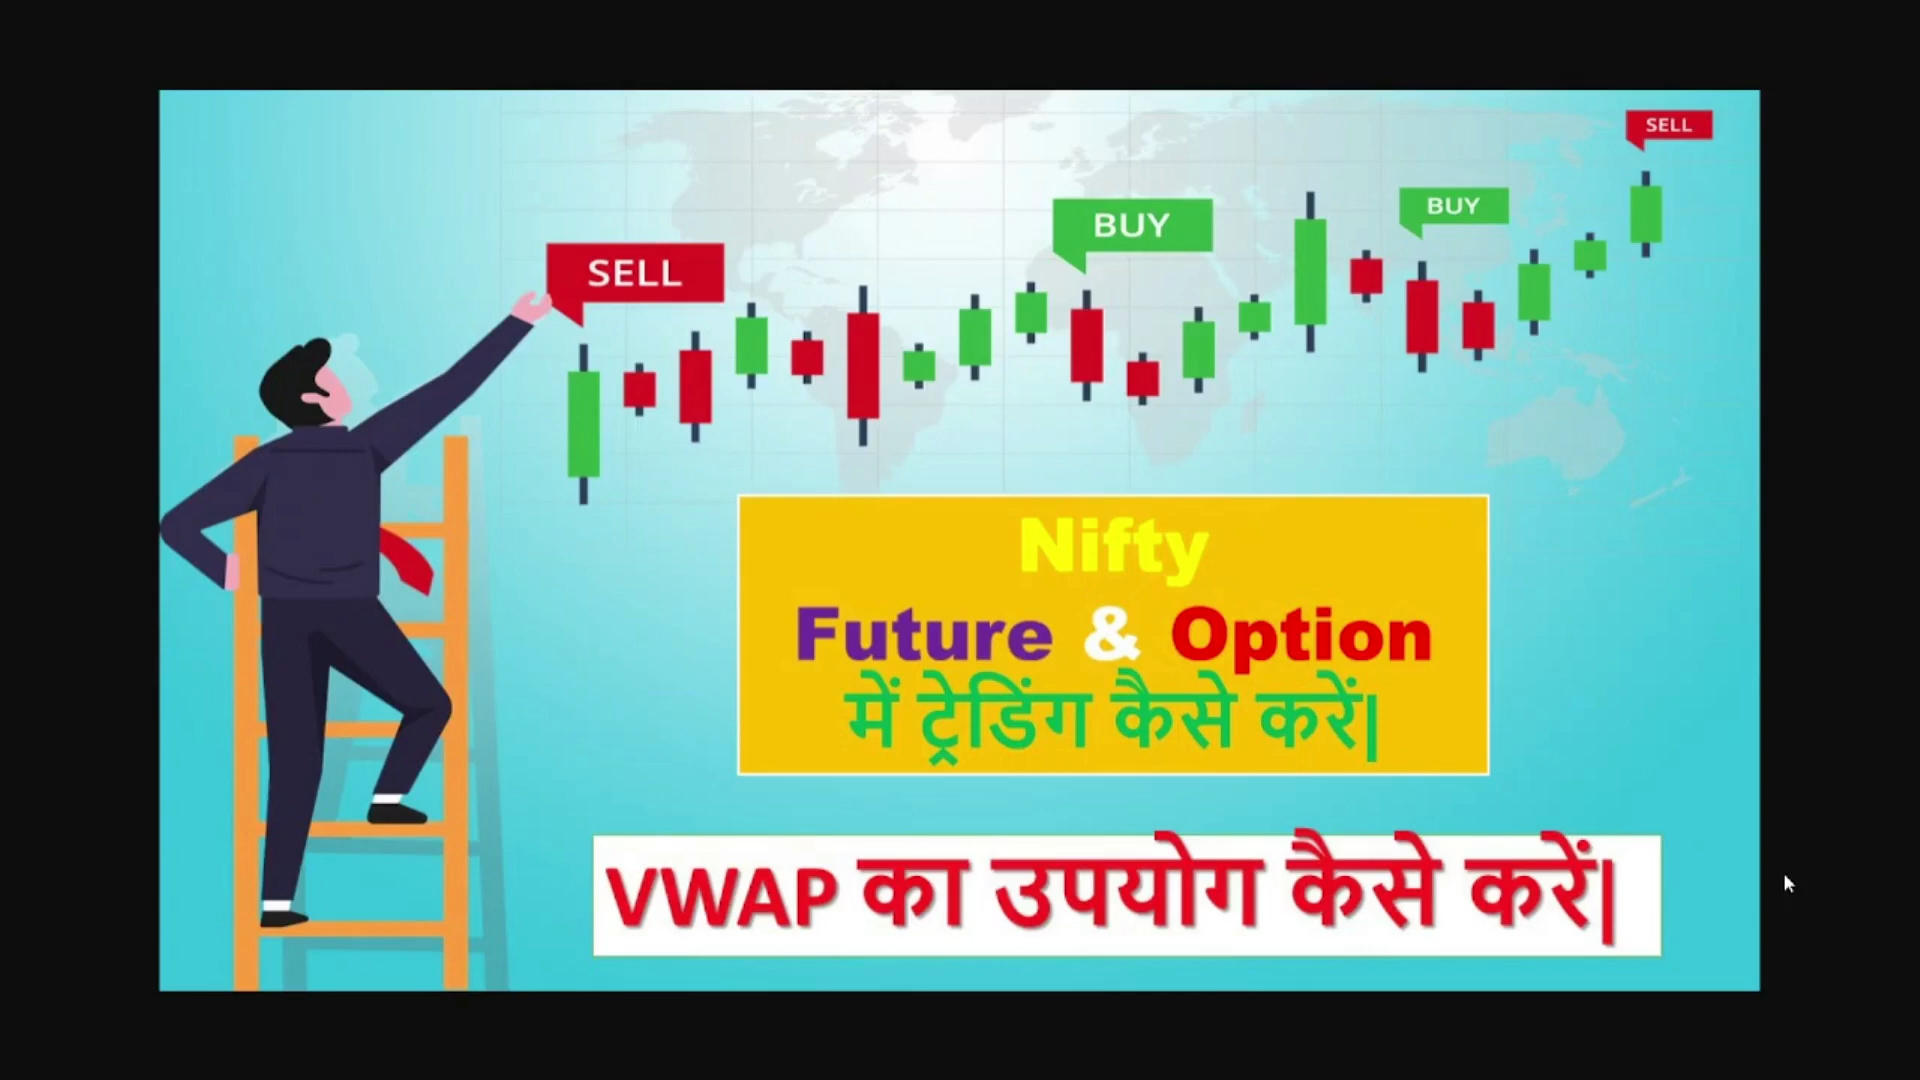 SELL
BUY
BUY
SELL
Nifty
Future & Option
में ट्रेडिंग कैसे करें|
VWAP का उपयोग कैसे करें|